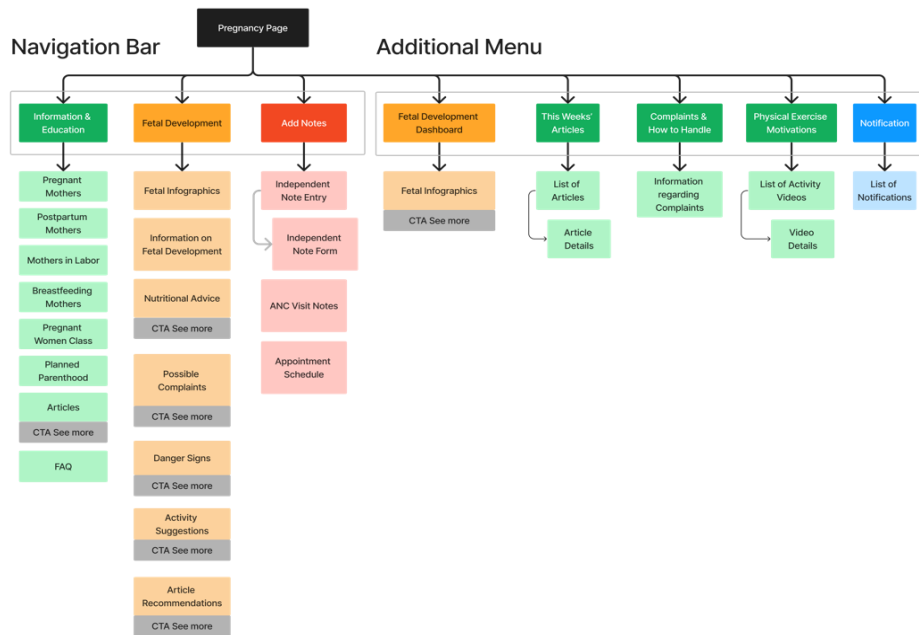 Pregnancy Page
Navigation Bar
Additional Menu
Information &
Education
Fetal Development
Add Notes
Fetal Development
Dashboard
This Weeks'
Articles
Complaints &
How to Handle
Physical Exercise
Motivations
Notification
Pregnant
Mothers
Postpartum
Mothers
Mothers in Labor
Breastfeeding
Mothers
Pregnant
Women Class
Planned
Parenthood
Articles
CTA See more
FAQ
Fetal Infographics
Information on
Fetal Development
Nutritional Advice
CTA See more
Possible
Complaints
CTA See more
Danger Signs
CTA See more
Activity
Suggestions
CTA See more
Article
Recommendations
CTA See more
Independent
Note Entry
Independent
Note Form
ANC Visit Notes
Appointment
Schedule
Fetal Infographics
CTA See more
List of
Articles
Article
Details
Information
regarding
Complaints
List of Activity
Videos
Video
Details
List of
Notifications